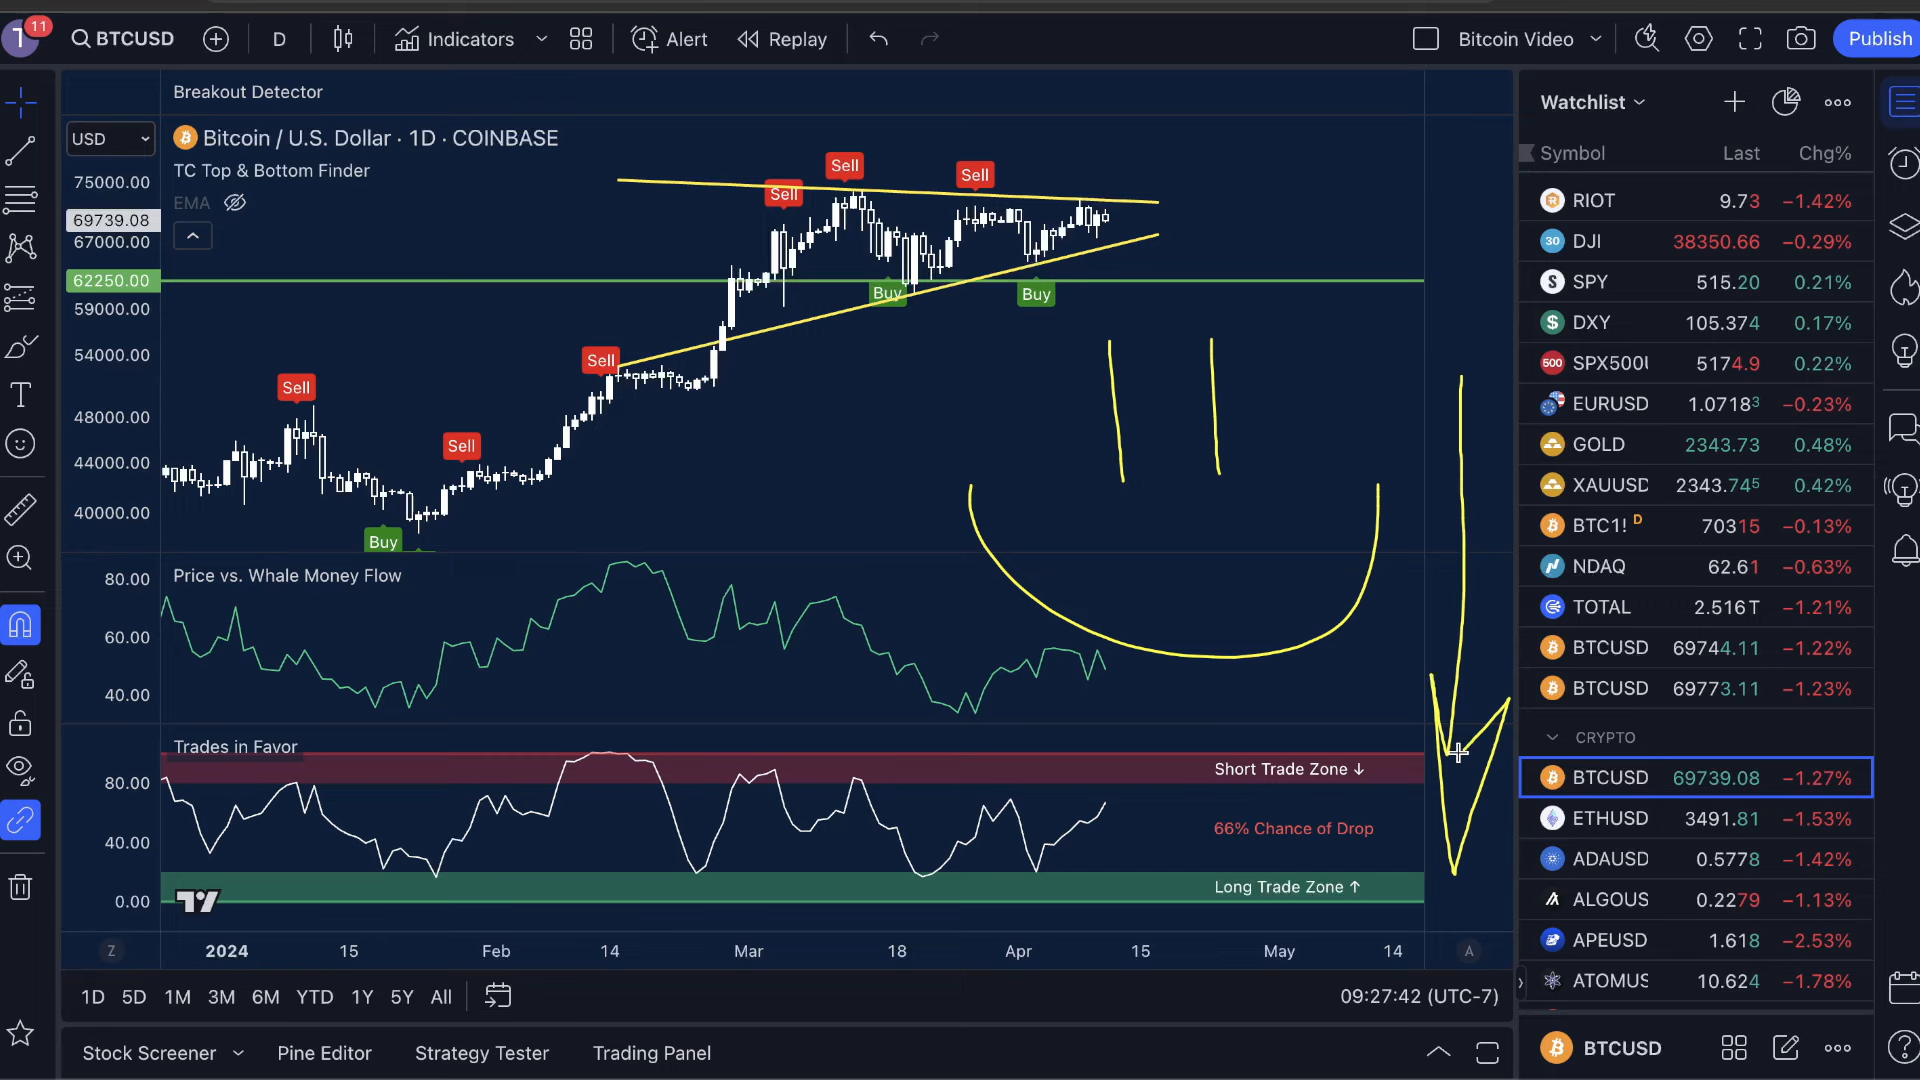 T 11 BTCUSD D Indicators Alert Replay Bitcoin Video Publish
Breakout Detector
USD
Bitcoin / U.S. Dollar · 1D · COINBASE
TC Top & Bottom Finder
EMA
75000.00
69739.08
67000.00
62250.00
59000.00
54000.00
48000.00
44000.00
40000.00
Sell
Sell
Sell
Buy
Buy
Sell
Sell
Sell
Buy
Price vs. Whale Money Flow
80.00
60.00
40.00
Trades in Favor
80.00
40.00
0.00
Short Trade Zone ↓
66% Chance of Drop
Long Trade Zone ↑
Z 2024 15 Feb 14 Mar 18 Apr 15 May 14 A
1D 5D 1M 3M 6M YTD 1Y 5Y All
09:27:42 (UTC-7)
Stock Screener Pine Editor Strategy Tester Trading Panel
Watchlist
Symbol Last Chg%
RIOT 9.73 −1.42%
30 DJI 38350.66 −0.29%
S SPY 515.20 0.21%
$ DXY 105.374 0.17%
500 SPX500U 5174.9 0.22%
EURUSD 1.07183 −0.23%
GOLD 2343.73 0.48%
XAUUSD 2343.745 0.42%
BTC1! D 70315 −0.13%
NDAQ 62.61 −0.63%
TOTAL 2.516T −1.21%
BTCUSD 69744.11 −1.22%
BTCUSD 69773.11 −1.23%
CRYPTO
BTCUSD 69739.08 −1.27%
ETHUSD 3491.81 −1.53%
ADAUSD 0.5778 −1.42%
ALGOUS 0.2279 −1.13%
APEUSD 1.618 −2.53%
ATOMUS 10.624 −1.78%
BTCUSD